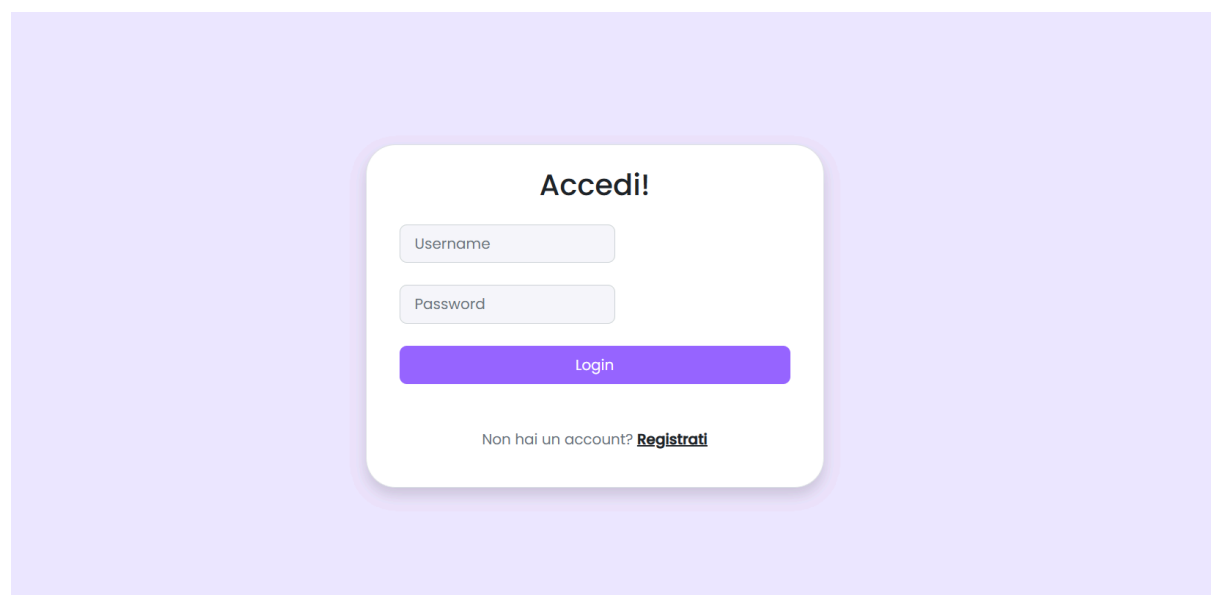 Accedi!
Username
Password
Login
Non hai un account? Registrati